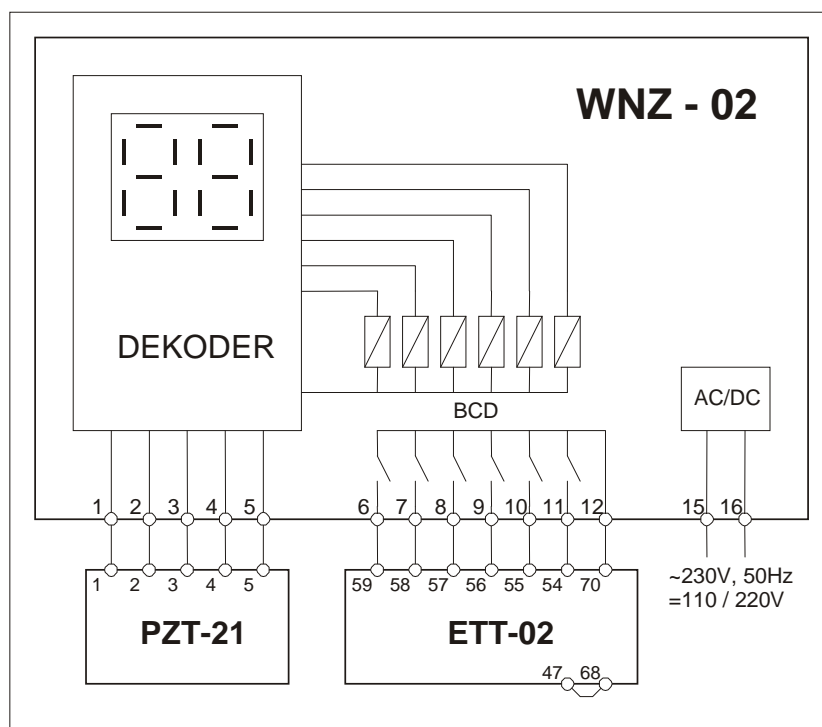 WNZ - 02
DEKODER
BCD
AC/DC
1 2 3 4 5 6 7 8 9 10 11 12 15 16
1 2 3 4 5 59 58 57 56 55 54 70
~230V, 50Hz
=110 / 220V
PZT-21 ETT-02
47 68